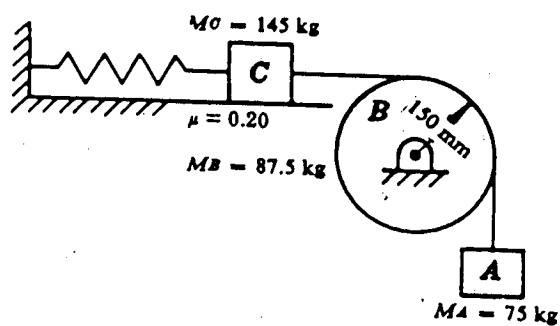 MC = 145 kg
C
μ = 0.20
B
150 mm
MB = 87.5 kg
A
MA = 75 kg